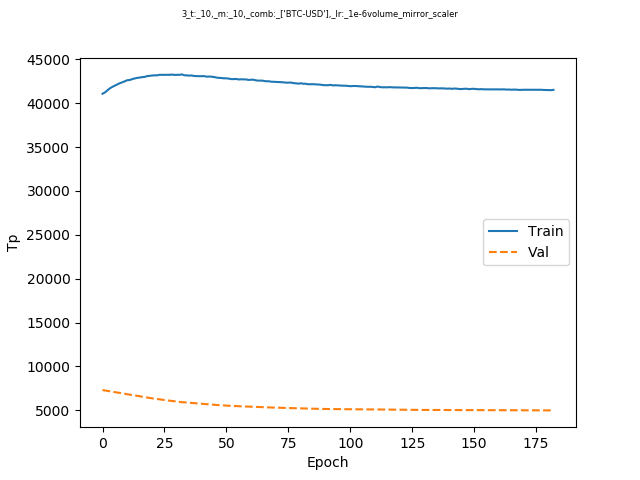 3_t:_10,_m:_10,_comb:_['BTC-USD'],_lr:_1e-6volume_mirror_scaler
45000
40000
35000
30000
25000
20000
15000
10000
5000
Tp
Train
Val
0 25 50 75 100 125 150 175
Epoch